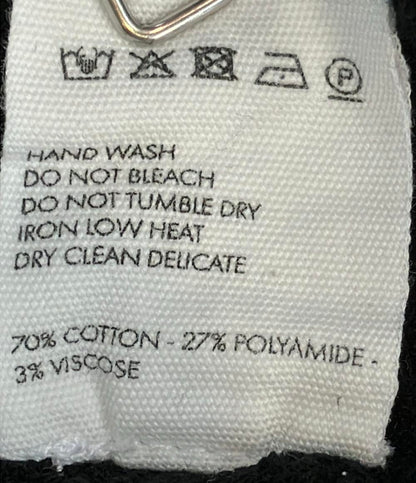 P
HAND WASH
DO NOT BLEACH
DO NOT TUMBLE DRY
IRON LOW HEAT
DRY CLEAN DELICATE
70% COTTON - 27% POLYAMIDE -
3% VISCOSE